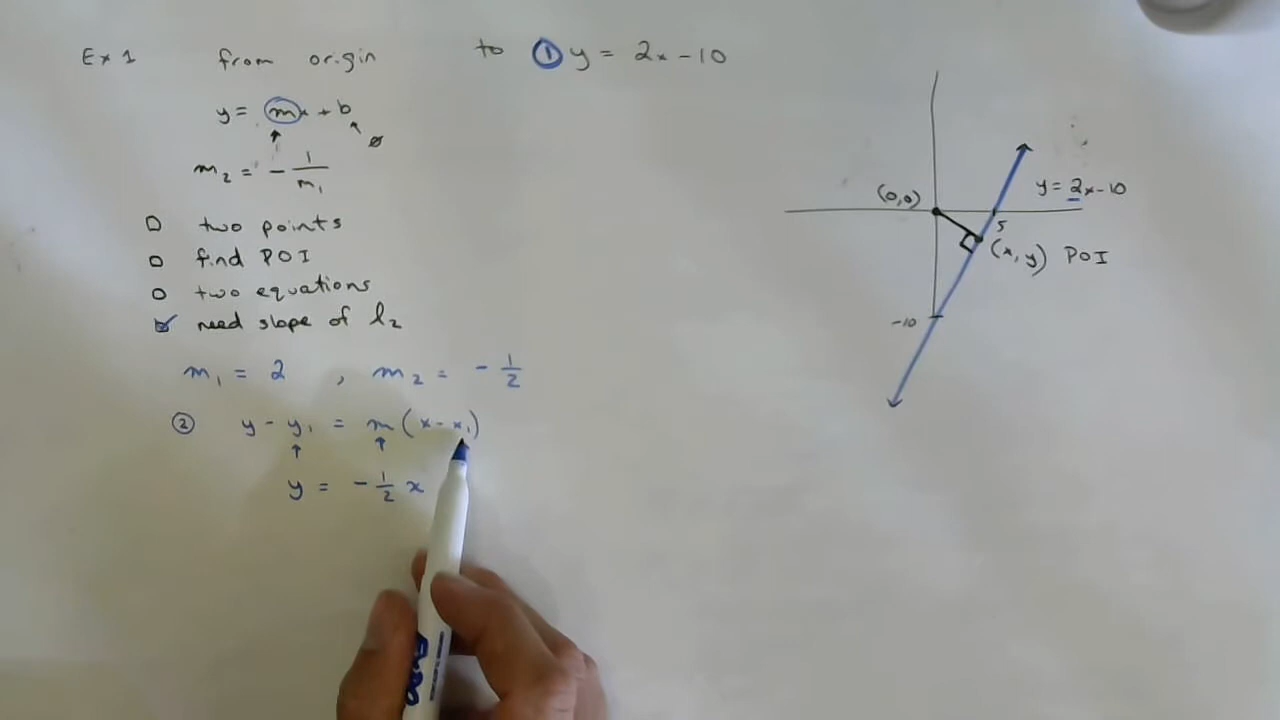 Ex 1 from origin to ① y = 2x - 10
y = mx + b
ø
m₂ = - 1/m₁
two points
find POI
two equations
need slope of l₂
m₁ = 2 , m₂ = - 1/2
② y - y₁ = m(x - x₁)
y = - 1/2 x
(0,0)
y = 2x-10
5
(x, y) POI
-10
EXPO